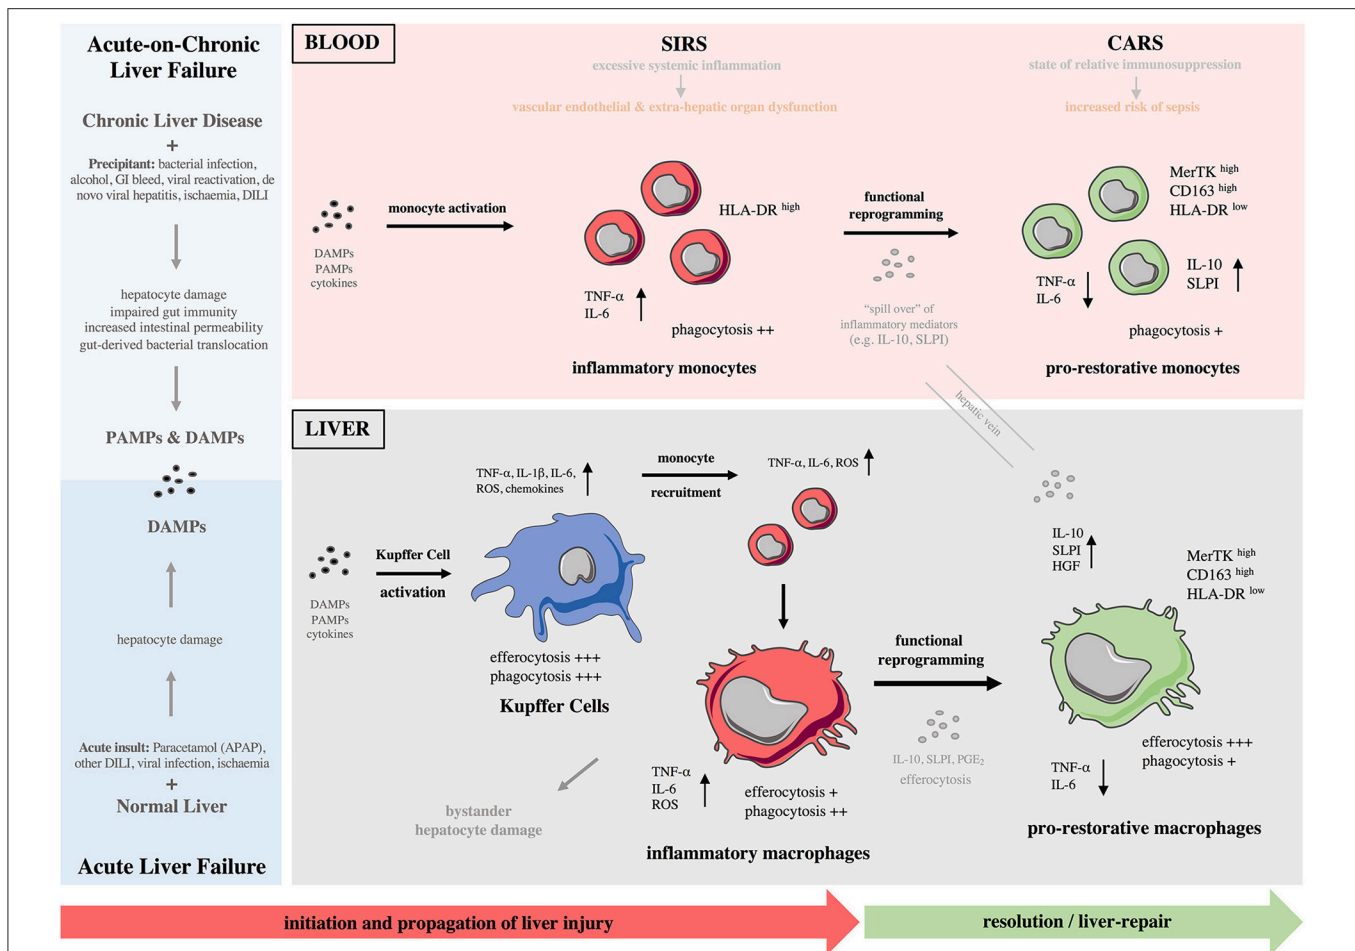 Acute-on-Chronic
Liver Failure
Chronic Liver Disease
+
Precipitant: bacterial infection,
alcohol, GI bleed, viral reactivation, de
novo viral hepatitis, ischaemia, DILI
hepatocyte damage
impaired gut immunity
increased intestinal permeability
gut-derived bacterial translocation
PAMPs & DAMPs
DAMPs
hepatocyte damage
Acute insult: Paracetamol (APAP),
other DILI, viral infection, ischaemia
+
Normal Liver
Acute Liver Failure
BLOOD
SIRS
excessive systemic inflammation
vascular endothelial & extra-hepatic organ dysfunction
CARS
state of relative immunosuppression
increased risk of sepsis
DAMPs
PAMPs
cytokines
monocyte activation
HLA-DR high
TNF-α
IL-6
phagocytosis ++
inflammatory monocytes
functional
reprogramming
"spill over" of
inflammatory mediators
(e.g. IL-10, SLPI)
MerTK high
CD163 high
HLA-DR low
TNF-α
IL-6
IL-10
SLPI
phagocytosis +
pro-restorative monocytes
hepatic vein
LIVER
DAMPs
PAMPs
cytokines
Kupffer Cell
activation
TNF-α, IL-1β, IL-6,
ROS, chemokines
efferocytosis +++
phagocytosis +++
Kupffer Cells
bystander
hepatocyte damage
monocyte
recruitment
TNF-α, IL-6, ROS
TNF-α
IL-6
ROS
efferocytosis +
phagocytosis ++
inflammatory macrophages
functional
reprogramming
IL-10, SLPI, PGE2
efferocytosis
IL-10
SLPI
HGF
MerTK high
CD163 high
HLA-DR low
efferocytosis +++
phagocytosis +
TNF-α
IL-6
pro-restorative macrophages
initiation and propagation of liver injury
resolution / liver-repair